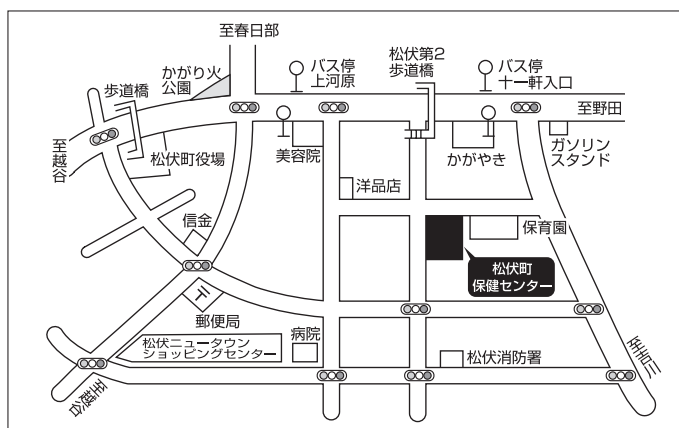 至春日部
かがり火
公園
バス停
上河原
松伏第2
歩道橋
バス停
十一軒入口
歩道橋
至野田
至越谷
松伏町役場
美容院
かがやき
ガソリン
スタンド
洋品店
信金
保育園
松伏町
保健センター
〒
郵便局
松伏ニュータウン
ショッピングセンター
病院
松伏消防署
至吉川
至越谷